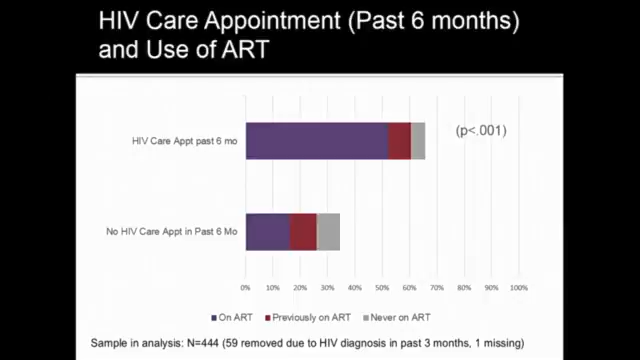 HIV Care Appointment (Past 6 months)
and Use of ART
HIV Care Appt past 6 mo
(p<.001)
No HIV Care Appt in Past 6 Mo
0% 10% 20% 30% 40% 50% 60% 70% 80% 90% 100%
On ART Previously on ART Never on ART
Sample in analysis: N=444 (59 removed due to HIV diagnosis in past 3 months, 1 missing)